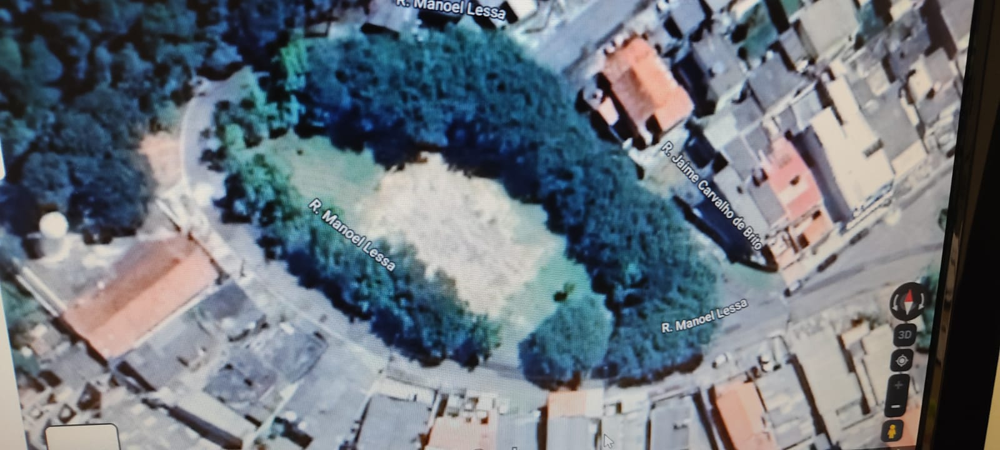 R. Manoel Lessa
R. Jaime Carvalho de Brito
R. Manoel Lessa
R. Manoel Lessa
3D